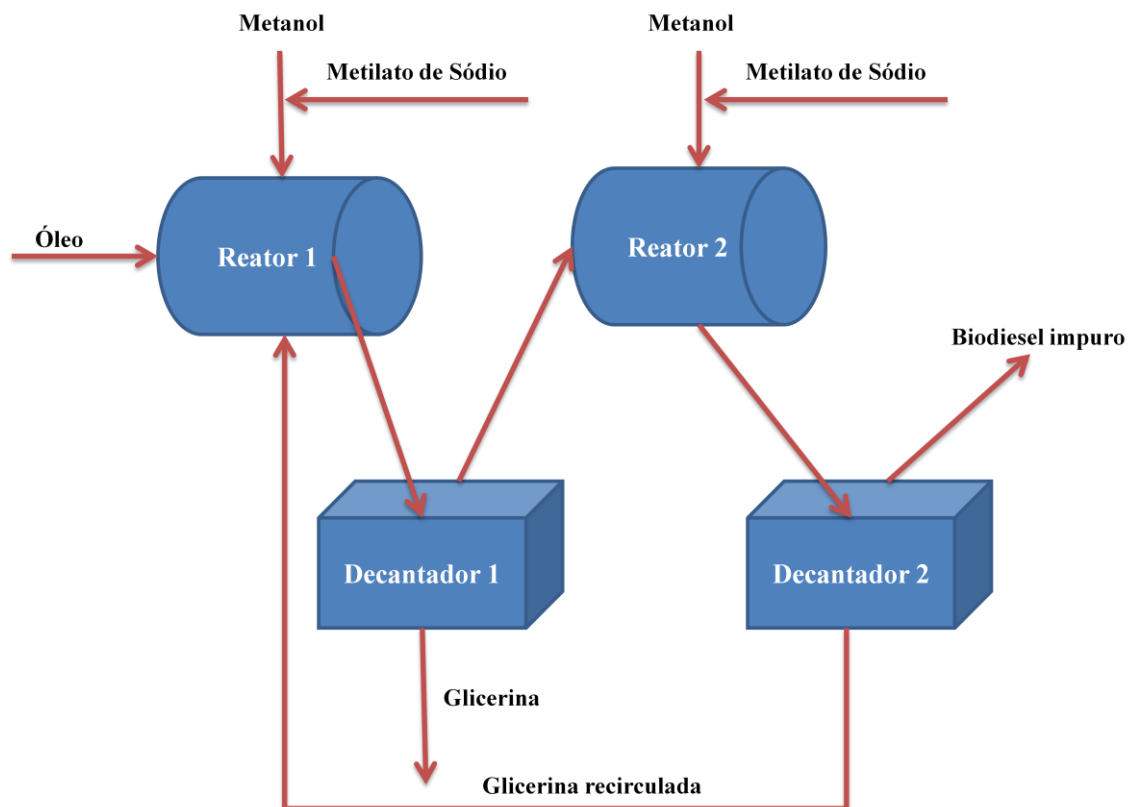 Metanol
Metanol
Metilato de Sódio
Metilato de Sódio
Óleo
Reator 1
Reator 2
Biodiesel impuro
Decantador 1
Decantador 2
Glicerina
Glicerina recirculada